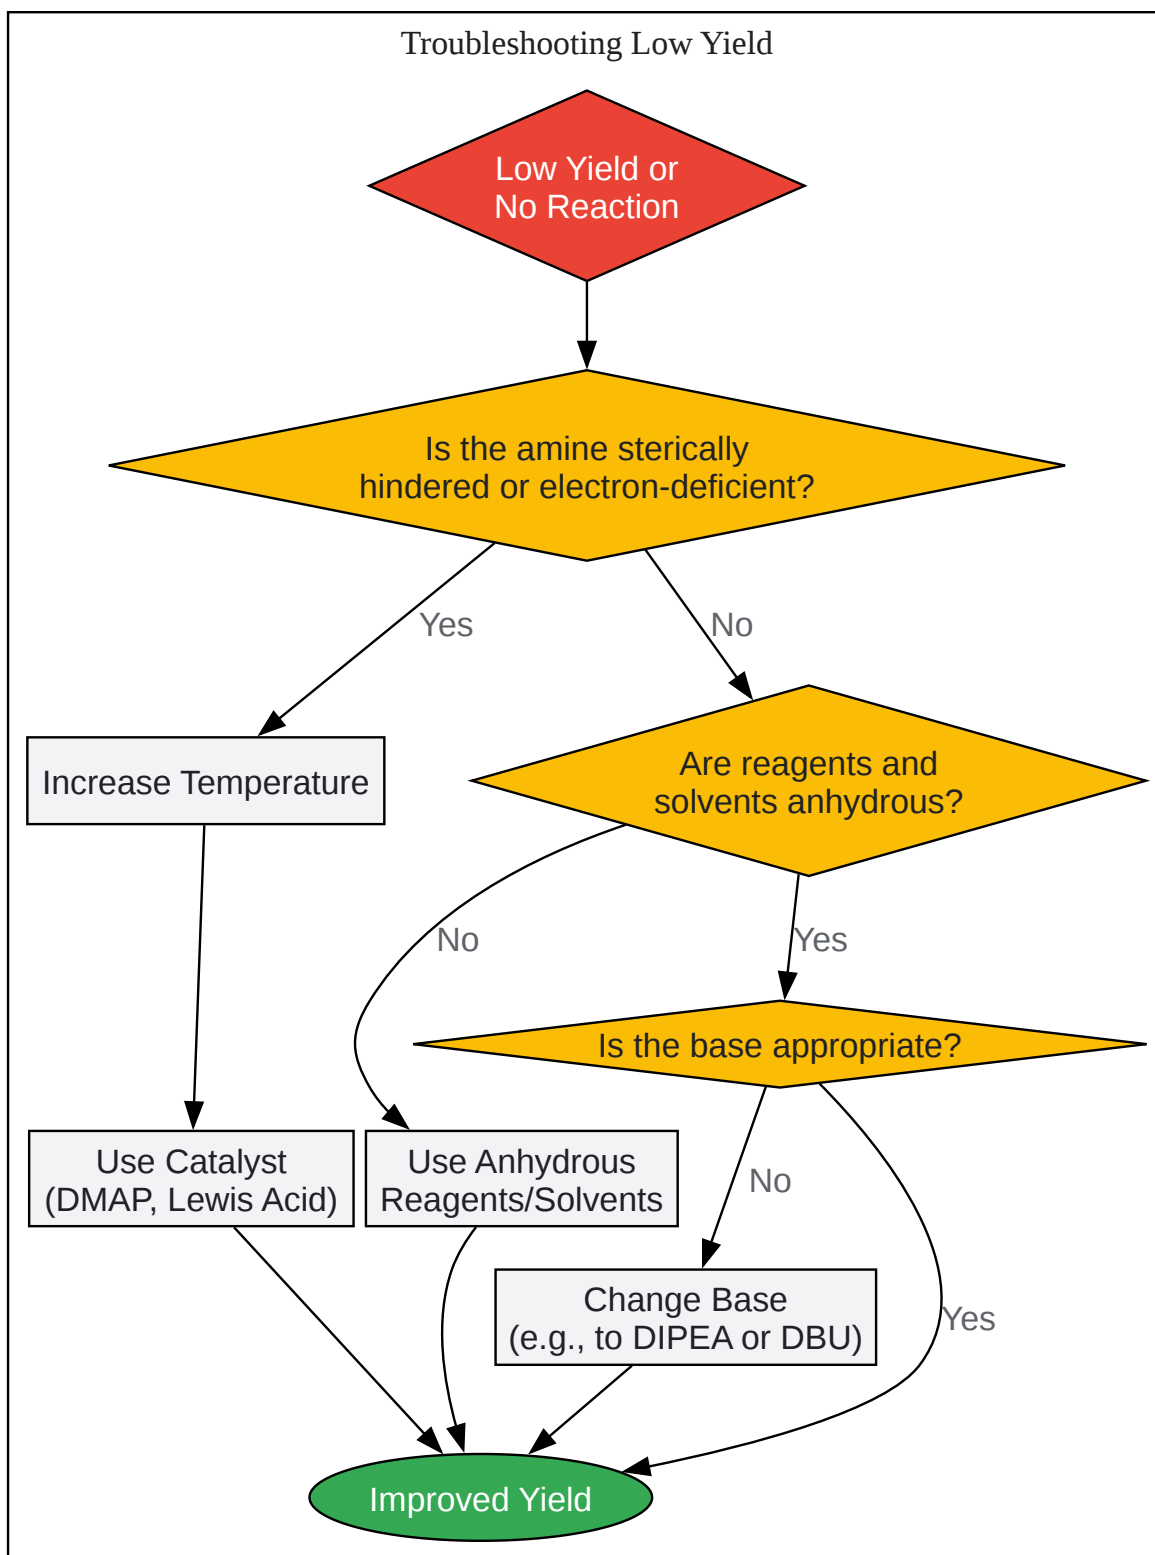 Troubleshooting Low Yield
Low Yield or
No Reaction
Is the amine sterically
hindered or electron-deficient?
Yes
No
Increase Temperature
Are reagents and
solvents anhydrous?
No
Yes
Is the base appropriate?
Use Catalyst
(DMAP, Lewis Acid)
Use Anhydrous
Reagents/Solvents
No
Change Base
(e.g., to DIPEA or DBU)
Yes
Improved Yield